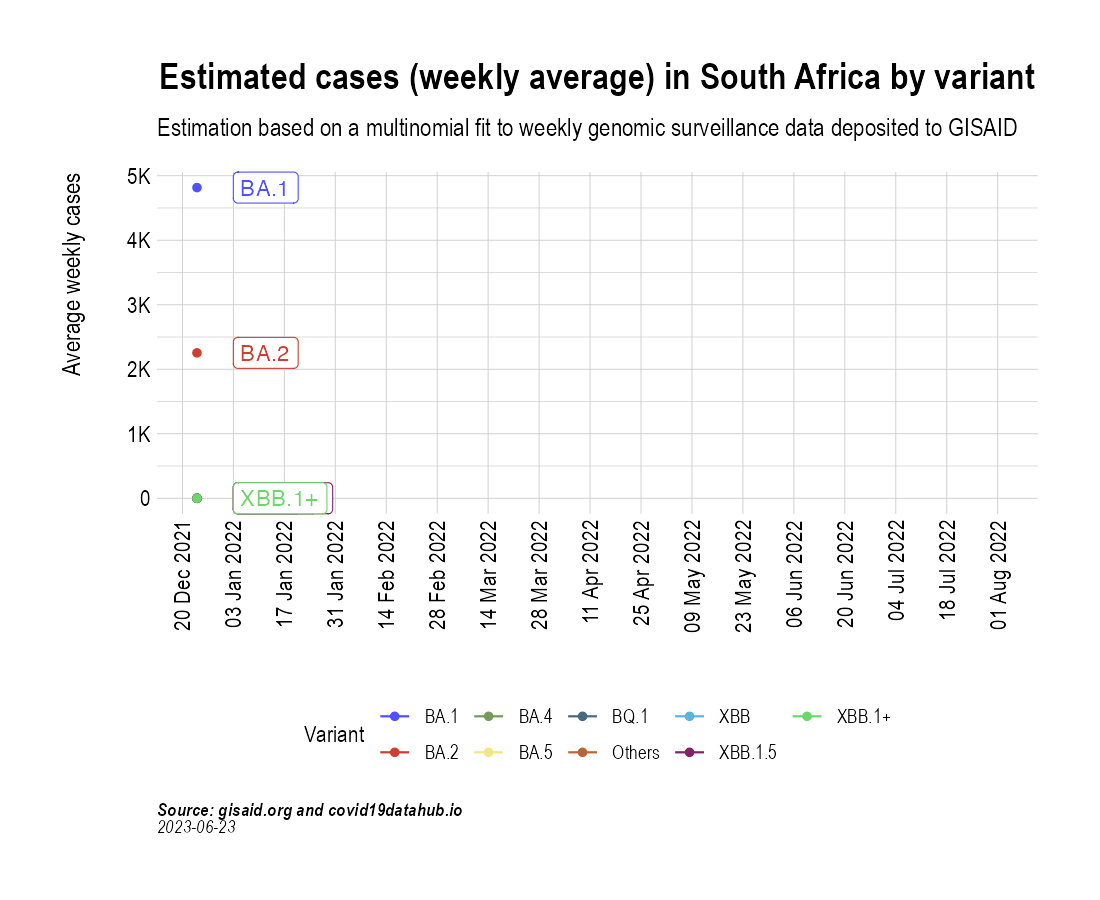 Estimated cases (weekly average) in South Africa by variant
Estimation based on a multinomial fit to weekly genomic surveillance data deposited to GISAID
Average weekly cases
5K
4K
3K
2K
1K
0
BA.1
BA.2
XBB.1+
20 Dec 2021
03 Jan 2022
17 Jan 2022
31 Jan 2022
14 Feb 2022
28 Feb 2022
14 Mar 2022
28 Mar 2022
11 Apr 2022
25 Apr 2022
09 May 2022
23 May 2022
06 Jun 2022
20 Jun 2022
04 Jul 2022
18 Jul 2022
01 Aug 2022
Variant
BA.1 BA.4 BQ.1 XBB XBB.1+
BA.2 BA.5 Others XBB.1.5
Source: gisaid.org and covid19datahub.io
2023-06-23